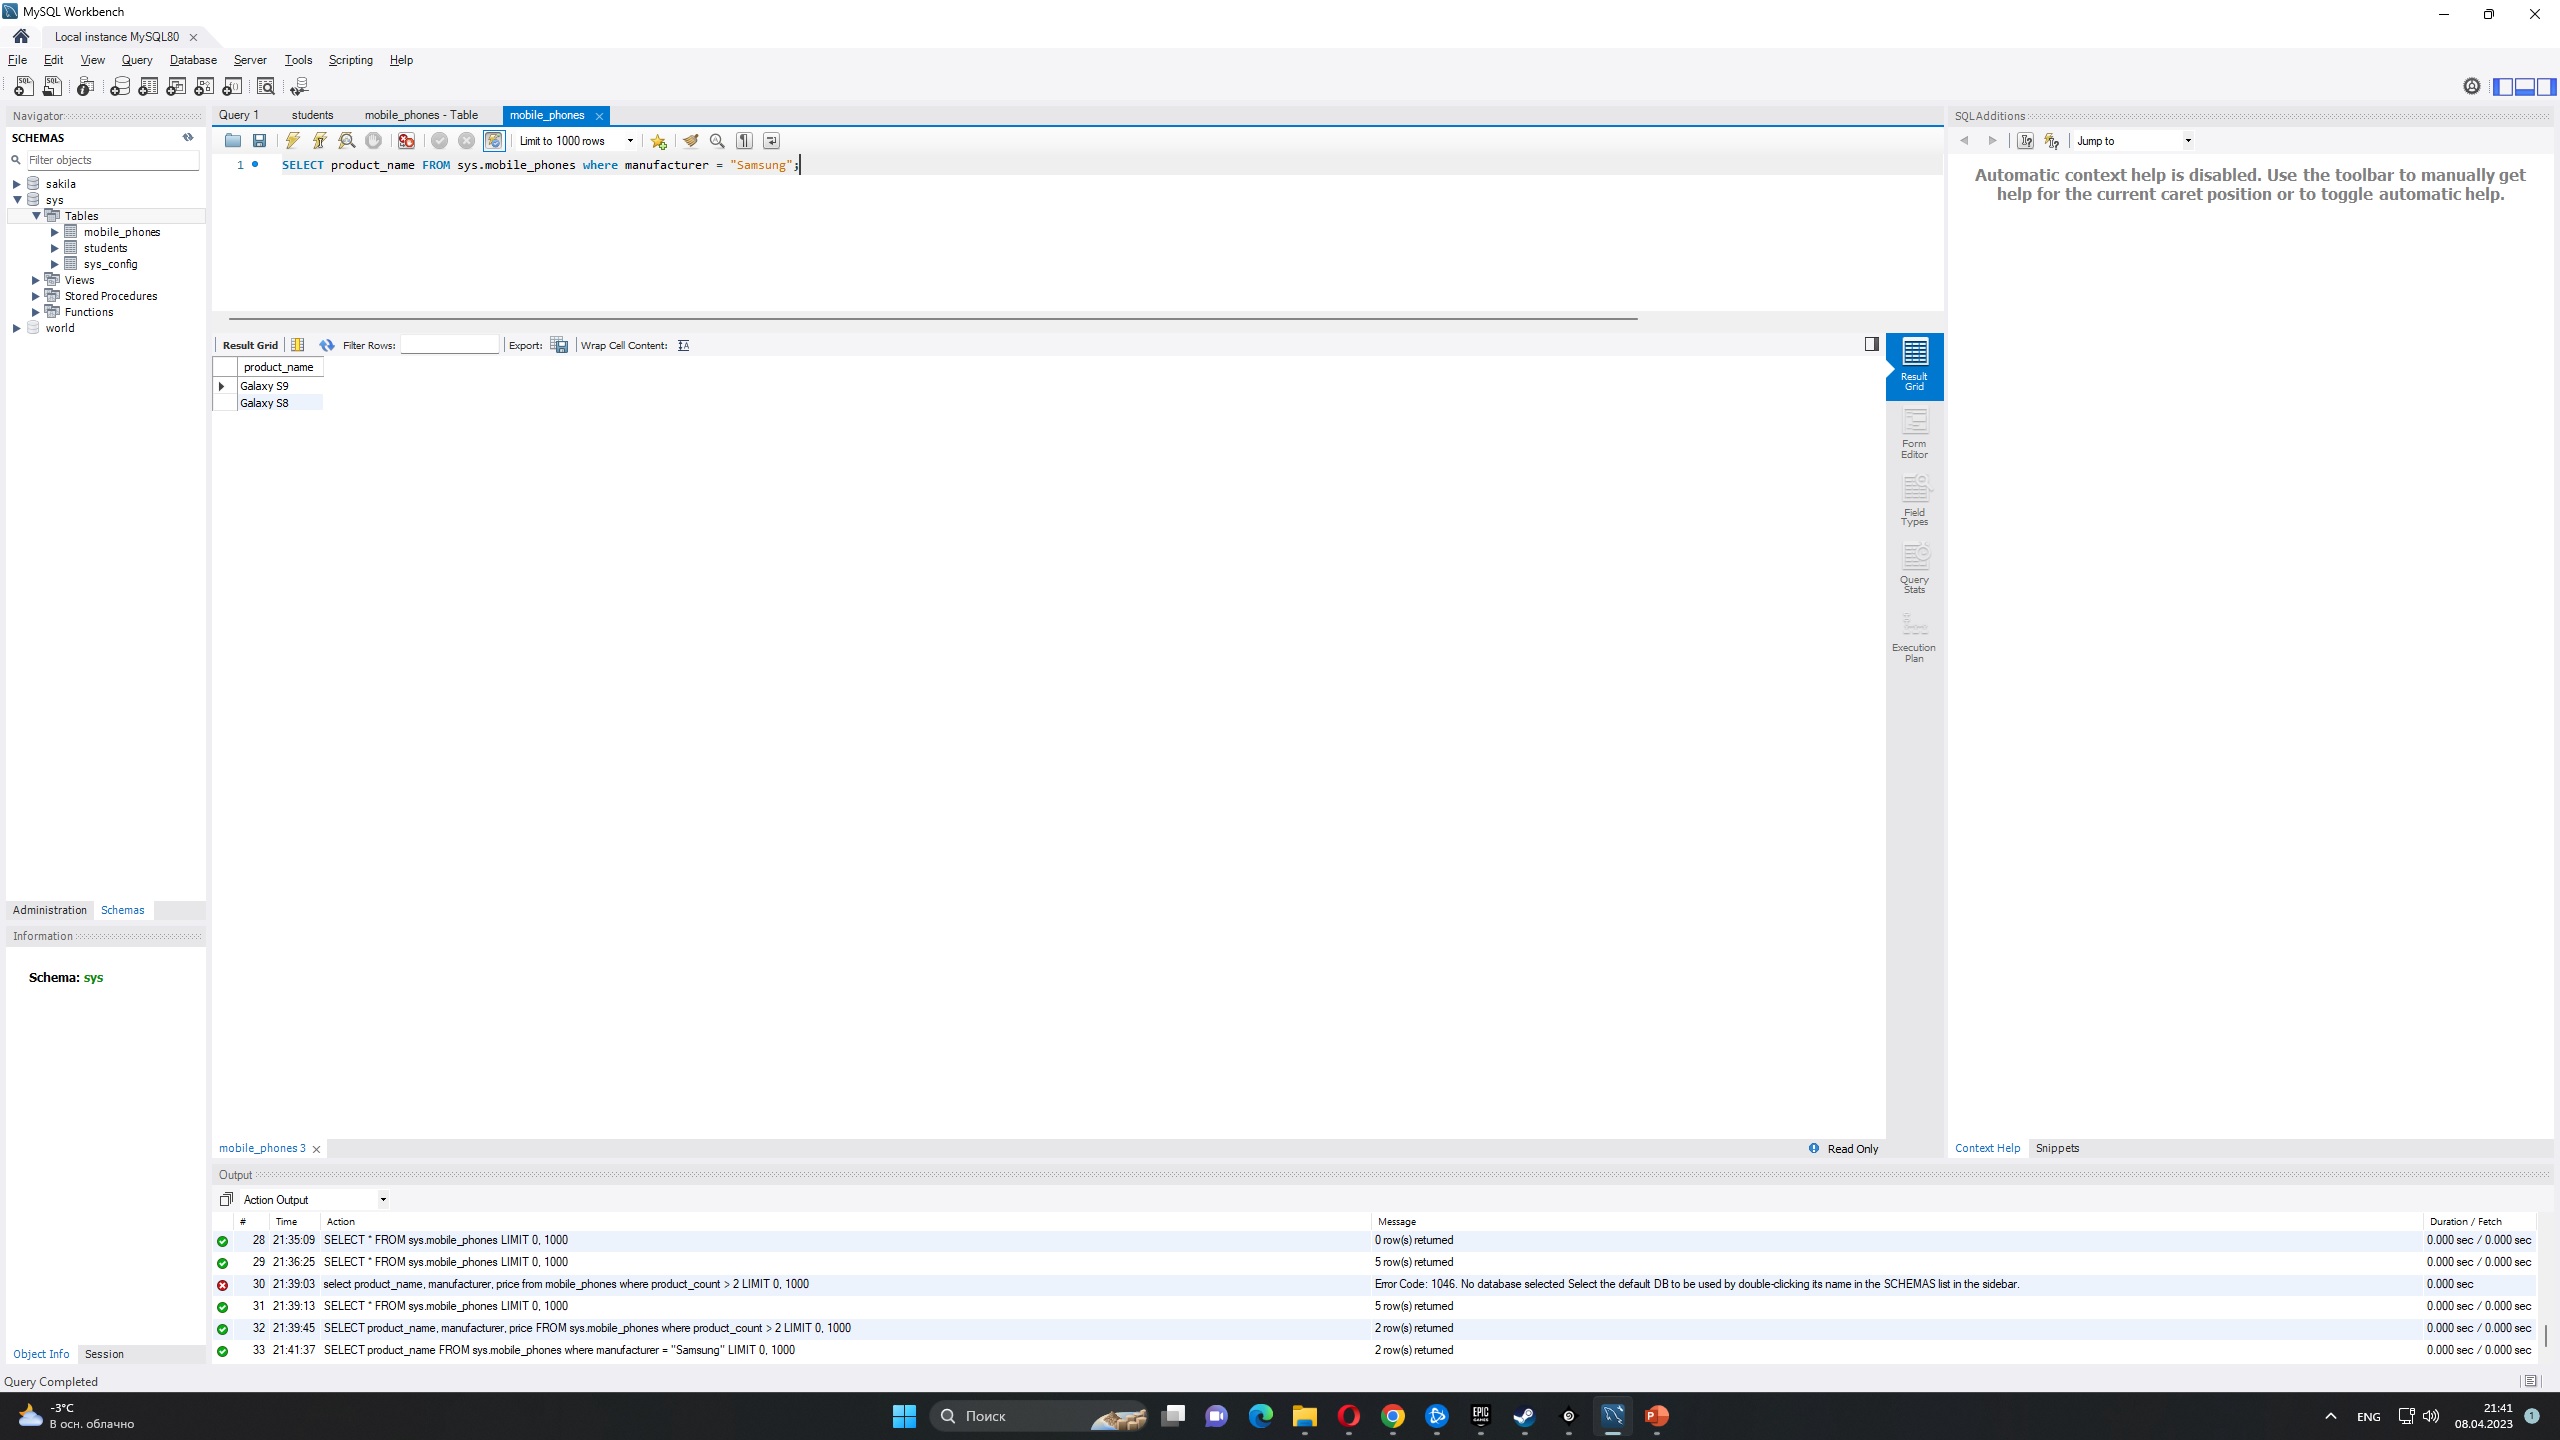 MySQL Workbench
Local instance MySQL80
File Edit View Query Database Server Tools Scripting Help
Navigator
SCHEMAS
Filter objects
sakila
sys
Tables
mobile_phones
students
sys_config
Views
Stored Procedures
Functions
world
Administration Schemas
Information
Schema: sys
Object Info Session
Query 1 students mobile_phones - Table mobile_phones
Limit to 1000 rows
1 SELECT product_name FROM sys.mobile_phones where manufacturer = "Samsung";
Result Grid Filter Rows: Export: Wrap Cell Content:
product_name
Galaxy S9
Galaxy S8
Result
Grid
Form
Editor
Field
Types
Query
Stats
Execution
Plan
mobile_phones 3 Read Only
SQLAdditions
Jump to
Automatic context help is disabled. Use the toolbar to manually get
help for the current caret position or to toggle automatic help.
Context Help Snippets
Output
Action Output
# Time Action Message Duration / Fetch
28 21:35:09 SELECT * FROM sys.mobile_phones LIMIT 0, 1000 0 row(s) returned 0.000 sec / 0.000 sec
29 21:36:25 SELECT * FROM sys.mobile_phones LIMIT 0, 1000 5 row(s) returned 0.000 sec / 0.000 sec
30 21:39:03 select product_name, manufacturer, price from mobile_phones where product_count > 2 LIMIT 0, 1000 Error Code: 1046. No database selected Select the default DB to be used by double-clicking its name in the SCHEMAS list in the sidebar. 0.000 sec
31 21:39:13 SELECT * FROM sys.mobile_phones LIMIT 0, 1000 5 row(s) returned 0.000 sec / 0.000 sec
32 21:39:45 SELECT product_name, manufacturer, price FROM sys.mobile_phones where product_count > 2 LIMIT 0, 1000 2 row(s) returned 0.000 sec / 0.000 sec
33 21:41:37 SELECT product_name FROM sys.mobile_phones where manufacturer = "Samsung" LIMIT 0, 1000 2 row(s) returned 0.000 sec / 0.000 sec
Query Completed
-3°C
В осн. облачно
Поиск
EPIC
GAMES
ENG
21:41
08.04.2023
1